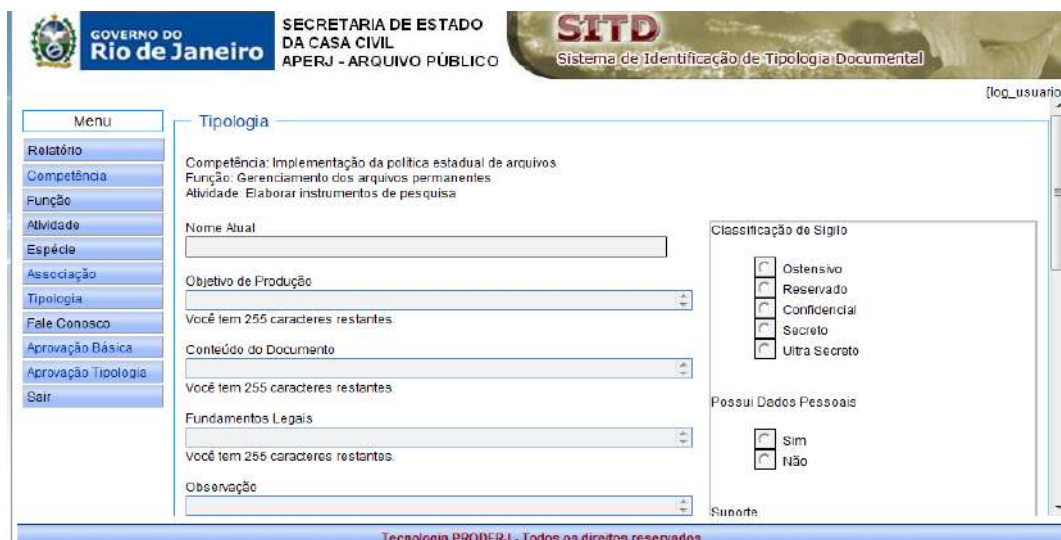 GOVERNO DO
Rio de Janeiro
SECRETARIA DE ESTADO
DA CASA CIVIL
APERJ - ARQUIVO PÚBLICO
SITD
Sistema de Identificação de Tipologia Documental
[log_usuario
Menu
Relatório
Competência
Função
Atividade
Espécie
Associação
Tipologia
Fale Conosco
Aprovação Básica
Aprovação Tipologia
Sair
Tipologia
Competência: Implementação da política estadual de arquivos
Função: Gerenciamento dos arquivos permanentes
Atividade: Elaborar instrumentos de pesquisa
Nome Atual
Objetivo de Produção
Você tem 255 caracteres restantes.
Conteúdo do Documento
Você tem 255 caracteres restantes.
Fundamentos Legais
Você tem 255 caracteres restantes.
Observação
Classificação de Sigilo
Ostensivo
Reservado
Confidencial
Secreto
Ultra Secreto
Possui Dados Pessoais
Sim
Não
Suporte
Tecnologia PRODERJ - Todos os direitos reservados